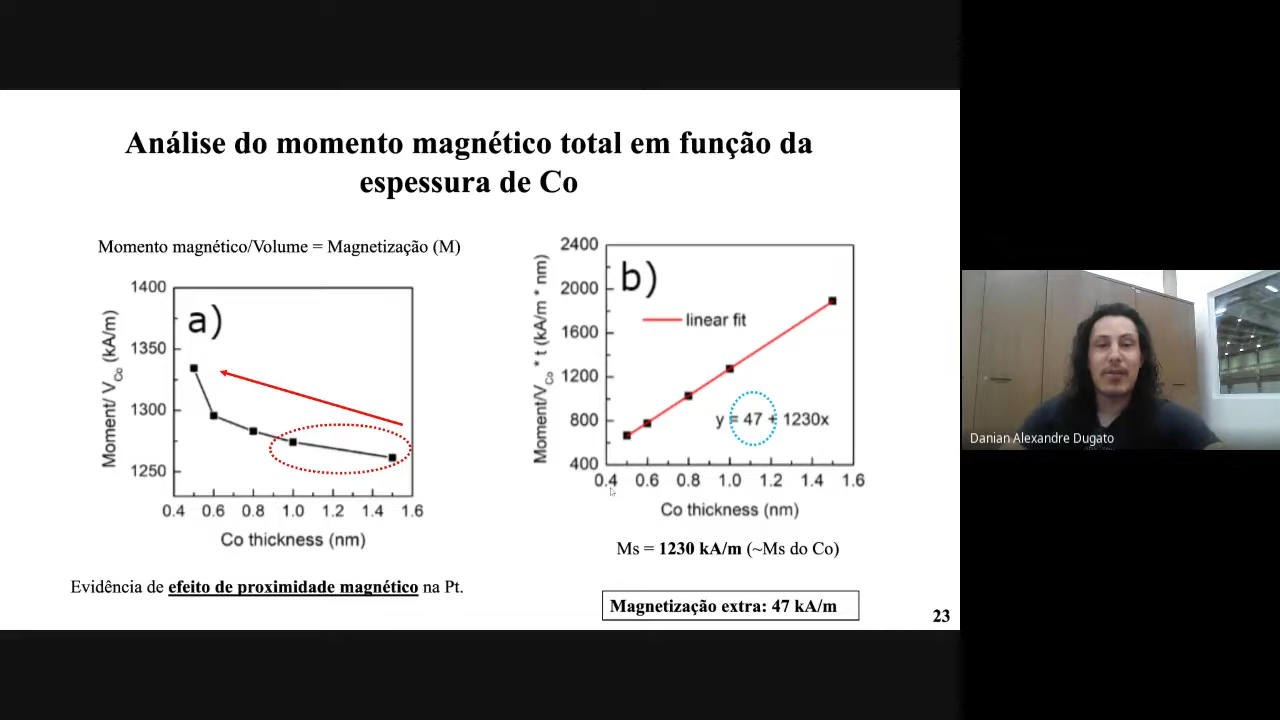 Análise do momento magnético total em função da
espessura de Co
Momento magnético/Volume = Magnetização (M)
a)
Moment/ V_Co (kA/m)
1400
1350
1300
1250
0.4 0.6 0.8 1.0 1.2 1.4 1.6
Co thickness (nm)
Evidência de efeito de proximidade magnético na Pt.
b)
Moment/V_Co * t (kA/m * nm)
2400
2000
1600
1200
800
400
linear fit
y = 47 + 1230x
0.4 0.6 0.8 1.0 1.2 1.4 1.6
Co thickness (nm)
Ms = 1230 kA/m (~Ms do Co)
Magnetização extra: 47 kA/m
23
Danian Alexandre Dugato